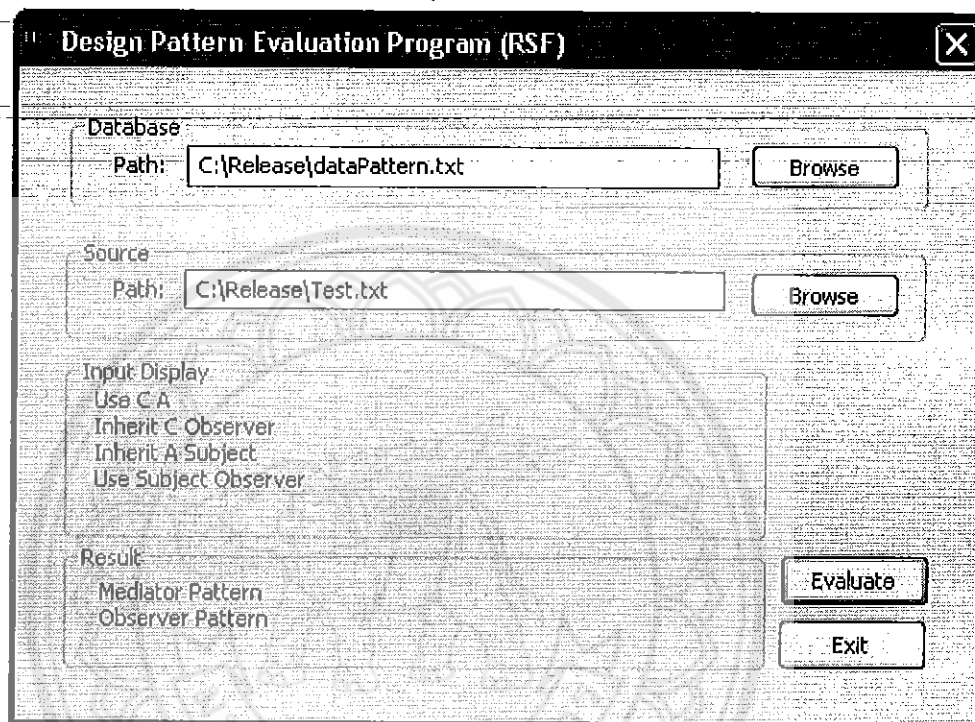 Design Pattern Evaluation Program (RSF)
Database
Path: C:\Release\dataPattern.txt Browse
Source
Path: C:\Release\Test.txt Browse
Input Display
Use C A
Inherit C Observer
Inherit A Subject
Use Subject Observer
Result
Mediator Pattern
Observer Pattern
Evaluate
Exit